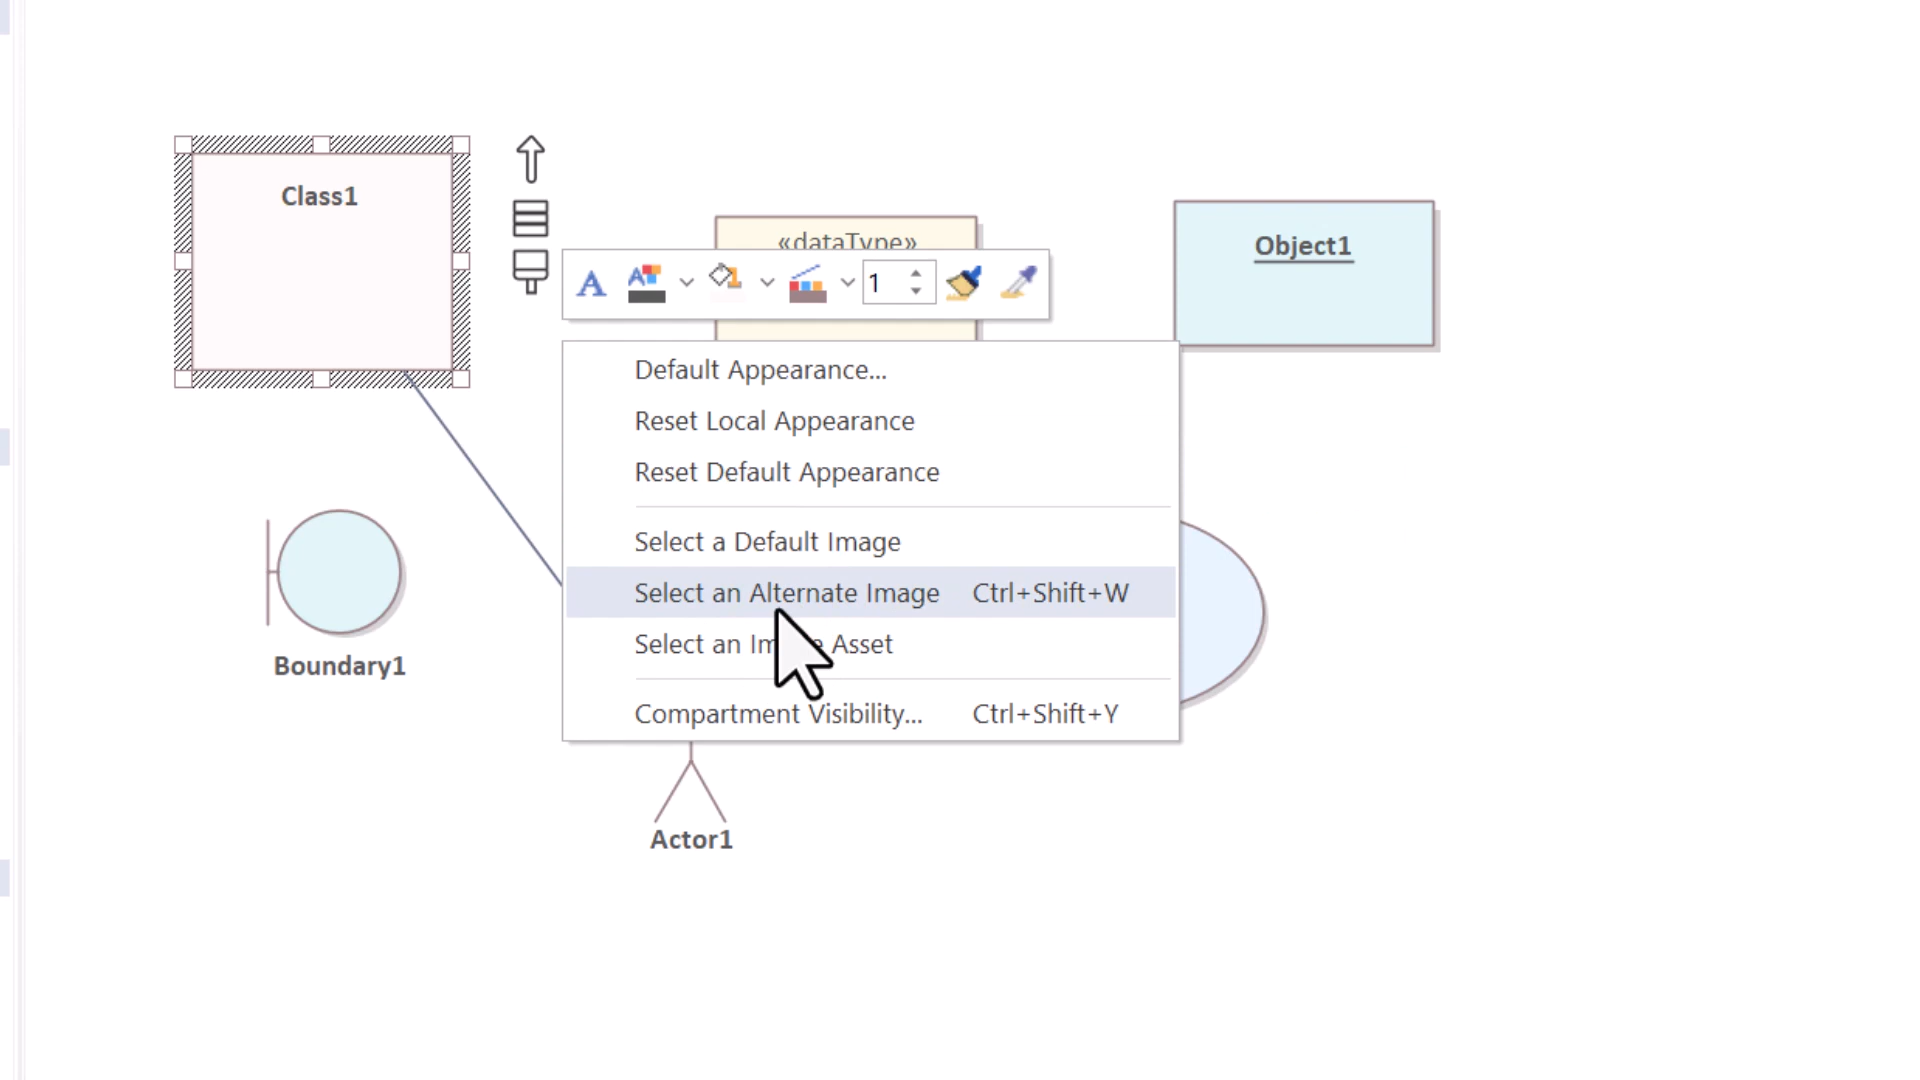 Class1
«dataType»
Object1
1
Default Appearance...
Reset Local Appearance
Reset Default Appearance
Select a Default Image
Select an Alternate Image Ctrl+Shift+W
Select an Asset
Compartment Visibility... Ctrl+Shift+Y
Boundary1
Actor1